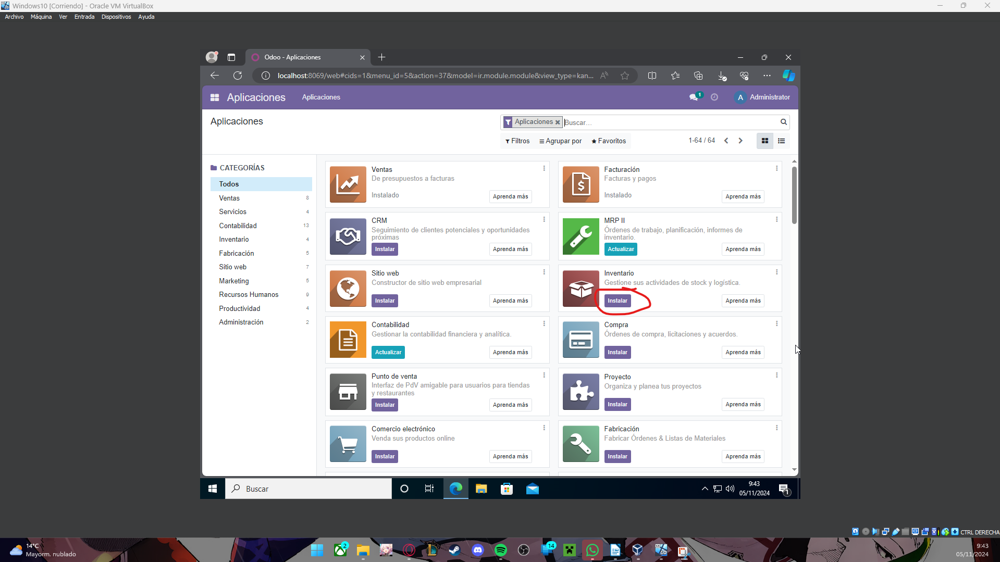 Windows10 [Corriendo] - Oracle VM VirtualBox
Archivo Máquina Ver Entrada Dispositivos Ayuda
Odoo - Aplicaciones
localhost:8069/web#cids=1&menu_id=5&action=37&model=ir.module.module&view_type=kan...
Aplicaciones Aplicaciones 1 A Administrator
Aplicaciones
Aplicaciones Buscar...
Filtros Agrupar por Favoritos 1-64 / 64
CATEGORÍAS
Todos
Ventas 8
Servicios 4
Contabilidad 13
Inventario 4
Fabricación 5
Sitio web 7
Marketing 5
Recursos Humanos 9
Productividad 4
Administración 2
Ventas
De presupuestos a facturas
Instalado Aprenda más
Facturación
Facturas y pagos
Instalado Aprenda más
CRM
Seguimiento de clientes potenciales y oportunidades
próximas
Instalar Aprenda más
MRP II
Órdenes de trabajo, planificación, informes de
inventario.
Actualizar Aprenda más
Sitio web
Constructor de sitio web empresarial
Instalar Aprenda más
Inventario
Gestione sus actividades de stock y logística.
Instalar Aprenda más
Contabilidad
Gestionar la contabilidad financiera y analítica.
Actualizar Aprenda más
Compra
Órdenes de compra, licitaciones y acuerdos.
Instalar Aprenda más
Punto de venta
Interfaz de PdV amigable para usuarios para tiendas
y restaurantes
Instalar Aprenda más
Proyecto
Organiza y planea tus proyectos
Instalar Aprenda más
Comercio electrónico
Venda sus productos online
Instalar Aprenda más
Fabricación
Fabricar Órdenes & Listas de Materiales
Instalar Aprenda más
Buscar
9:43
05/11/2024
1
CTRL DERECHA
14°C
Mayorm. nublado
2
14
9:43
05/11/2024